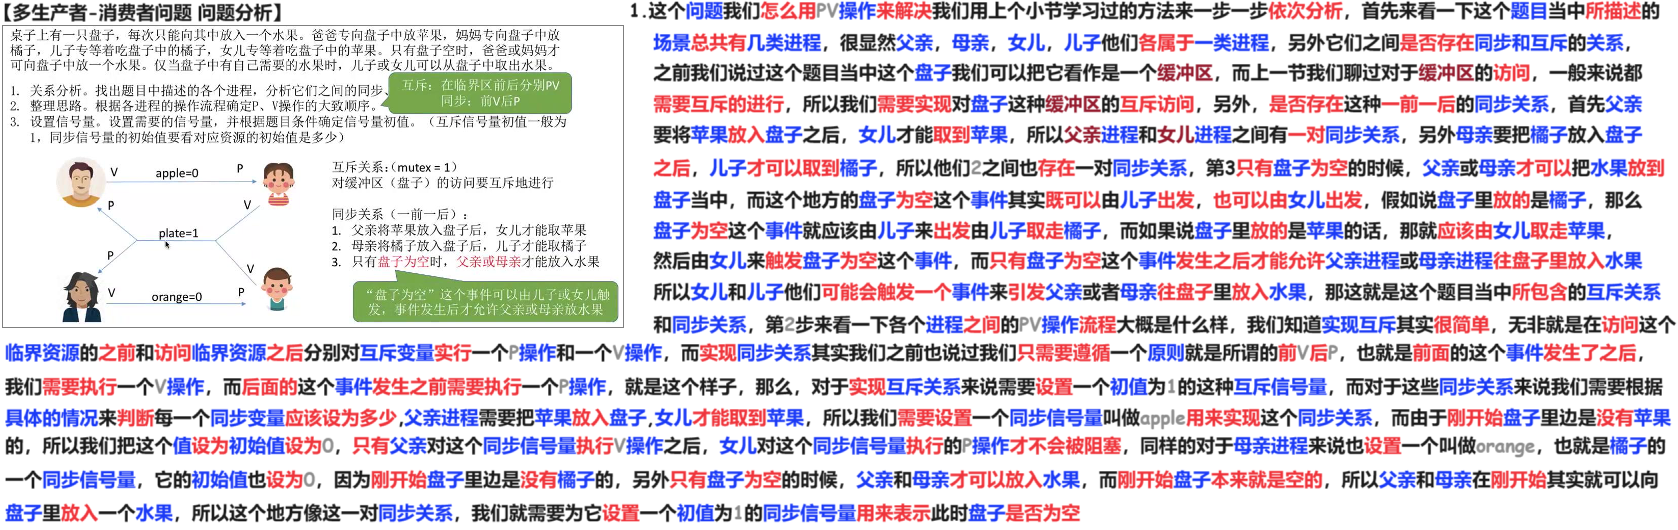 【多生产者-消费者问题 问题分析】
桌子上有一只盘子，每次只能向其中放入一个水果。爸爸专向盘子中放苹果，妈妈专向盘子中放
橘子，儿子专等着吃盘子中的橘子，女儿专等着吃盘子中的苹果。只有盘子空时，爸爸或妈妈才
可向盘子中放一个水果。仅当盘子中有自己需要的水果时，儿子或女儿可以从盘子中取出水果。
1. 关系分析。找出题目中描述的各个进程，分析它们之间的同步、
2. 整理思路。根据各进程的操作流程确定P、V操作的大致顺序。
3. 设置信号量。设置需要的信号量，并根据题目条件确定信号量初值。（互斥信号量初值一般为
1，同步信号量的初始值要看对应资源的初始值是多少）
互斥：在临界区前后分别PV
同步：前V后P
V
apple=0
P
P
V
plate=1
P
V
V
orange=0
P
互斥关系：（mutex = 1）
对缓冲区（盘子）的访问要互斥地进行
同步关系（一前一后）：
1. 父亲将苹果放入盘子后，女儿才能取苹果
2. 母亲将橘子放入盘子后，儿子才能取橘子
3. 只有盘子为空时，父亲或母亲才能放入水果
“盘子为空”这个事件可以由儿子或女儿触
发，事件发生后才允许父亲或母亲放水果
1.这个问题我们怎么用PV操作来解决我们用上个小节学习过的方法来一步一步依次分析，首先来看一下这个题目当中所描述的
场景总共有几类进程，很显然父亲，母亲，女儿，儿子他们各属于一类进程，另外它们之间是否存在同步和互斥的关系，
之前我们说过这个题目当中这个盘子我们可以把它看作是一个缓冲区，而上一节我们聊过对于缓冲区的访问，一般来说都
需要互斥的进行，所以我们需要实现对盘子这种缓冲区的互斥访问，另外，是否存在这种一前一后的同步关系，首先父亲
要将苹果放入盘子之后，女儿才能取到苹果，所以父亲进程和女儿进程之间有一对同步关系，另外母亲要把橘子放入盘子
之后，儿子才可以取到橘子，所以他们2之间也存在一对同步关系，第3只有盘子为空的时候，父亲或母亲才可以把水果放到
盘子当中，而这个地方的盘子为空这个事件其实既可以由儿子出发，也可以由女儿出发，假如说盘子里放的是橘子，那么
盘子为空这个事件就应该由儿子来出发由儿子取走橘子，而如果说盘子里放的是苹果的话，那就应该由女儿取走苹果，
然后由女儿来触发盘子为空这个事件，而只有盘子为空这个事件发生之后才能允许父亲进程或母亲进程往盘子里放入水果
所以女儿和儿子他们可能会触发一个事件来引发父亲或者母亲往盘子里放入水果，那这就是这个题目当中所包含的互斥关系
和同步关系，第2步来看一下各个进程之间的PV操作流程大概是什么样，我们知道实现互斥其实很简单，无非就是在访问这个
临界资源的之前和访问临界资源之后分别对互斥变量实行一个P操作和一个V操作，而实现同步关系其实我们之前也说过我们只需要遵循一个原则就是所谓的前V后P，也就是前面的这个事件发生了之后，
我们需要执行一个V操作，而后面的这个事件发生之前需要执行一个P操作，就是这个样子，那么，对于实现互斥关系来说需要设置一个初值为1的这种互斥信号量，而对于这些同步关系来说我们需要根据
具体的情况来判断每一个同步变量应该设为多少,父亲进程需要把苹果放入盘子,女儿才能取到苹果，所以我们需要设置一个同步信号量叫做apple用来实现这个同步关系，而由于刚开始盘子里边是没有苹果
的，所以我们把这个值设为初始值设为0，只有父亲对这个同步信号量执行V操作之后，女儿对这个同步信号量执行的P操作才不会被阻塞，同样的对于母亲进程来说也设置一个叫做orange，也就是橘子的
一个同步信号量，它的初始值也设为0，因为刚开始盘子里边是没有橘子的，另外只有盘子为空的时候，父亲和母亲才可以放入水果，而刚开始盘子本来就是空的，所以父亲和母亲在刚开始其实就可以向
盘子里放入一个水果，所以这个地方像这一对同步关系，我们就需要为它设置一个初值为1的同步信号量用来表示此时盘子是否为空